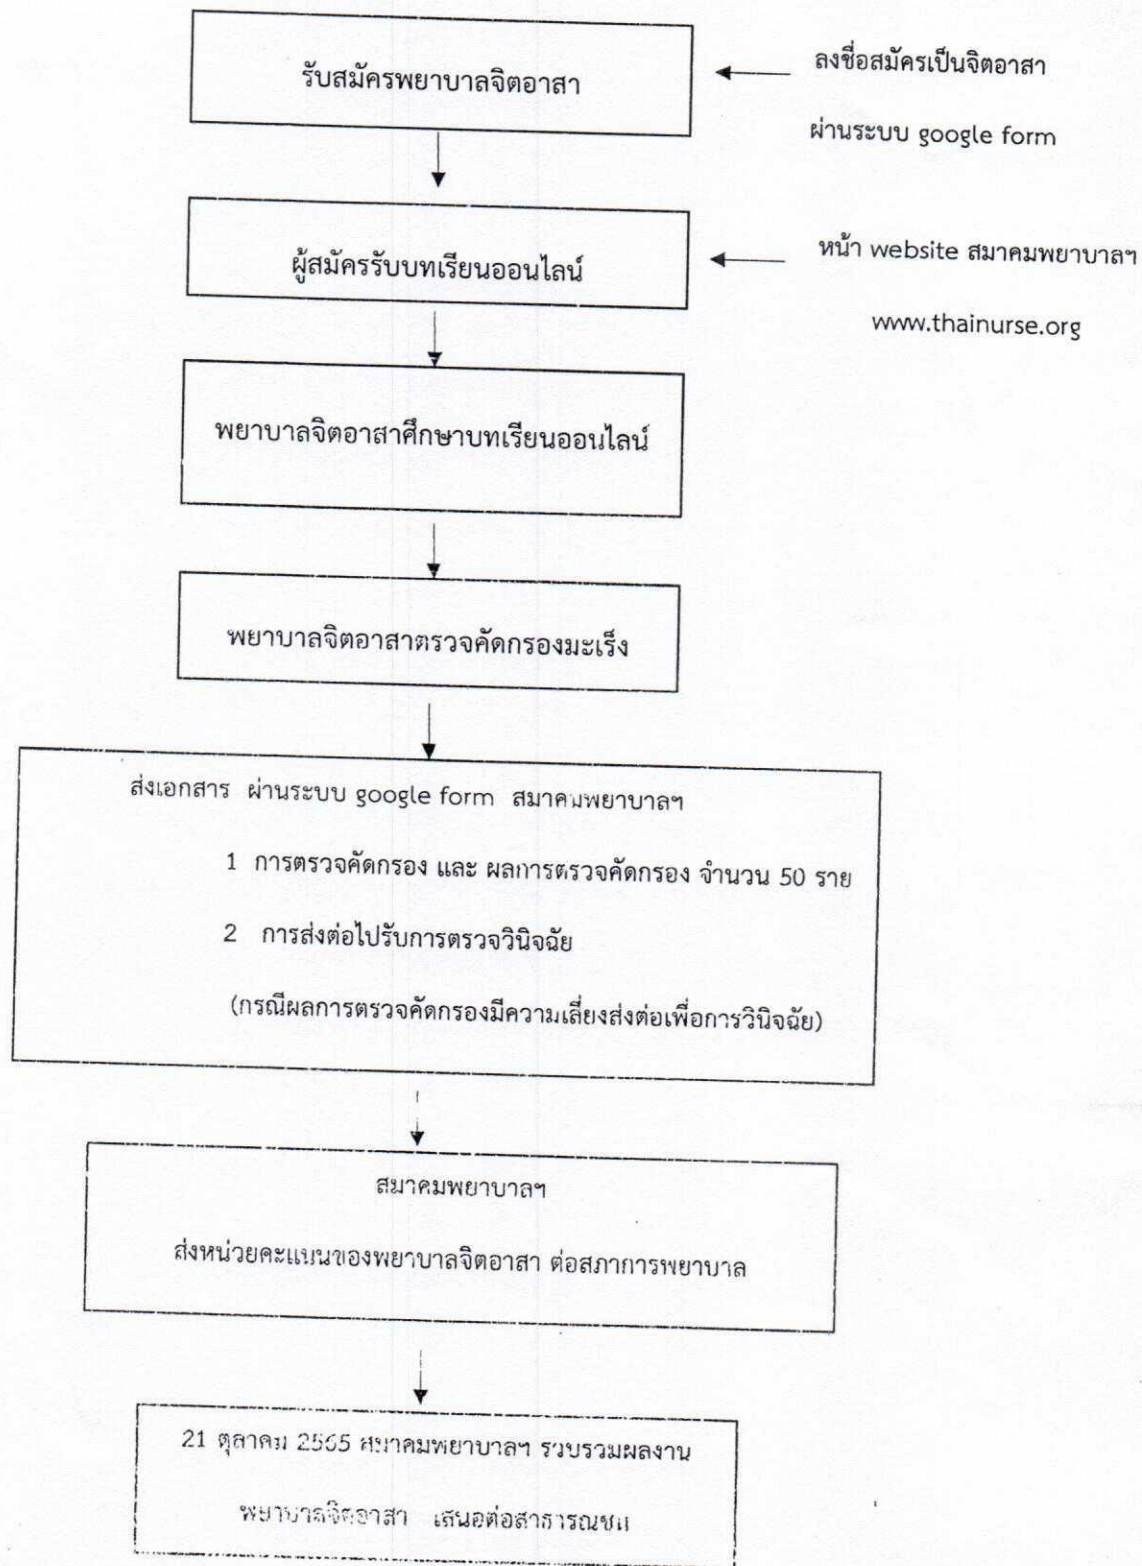 รับสมัครพยาบาลจิตอาสา
ลงชื่อสมัครเป็นจิตอาสา
ผ่านระบบ google form
ผู้สมัครรับบทเรียนออนไลน์
หน้า website สมาคมพยาบาลฯ
www.thainurse.org
พยาบาลจิตอาสาศึกษาบทเรียนออนไลน์
พยาบาลจิตอาสาตรวจคัดกรองมะเร็ง
ส่งเอกสาร ผ่านระบบ google form สมาคมพยาบาลฯ
1 การตรวจคัดกรอง และ ผลการตรวจคัดกรอง จำนวน 50 ราย
2 การส่งต่อไปรับการตรวจวินิจฉัย
(กรณีผลการตรวจคัดกรองมีความเสี่ยงส่งต่อเพื่อการวินิจฉัย)
สมาคมพยาบาลฯ
ส่งหน่วยคะแนนของพยาบาลจิตอาสา ต่อสภาการพยาบาล
21 ตุลาคม 2565 สมาคมพยาบาลฯ รวบรวมผลงาน
พยาบาลจิตอาสา เสนอต่อสาธารณชน